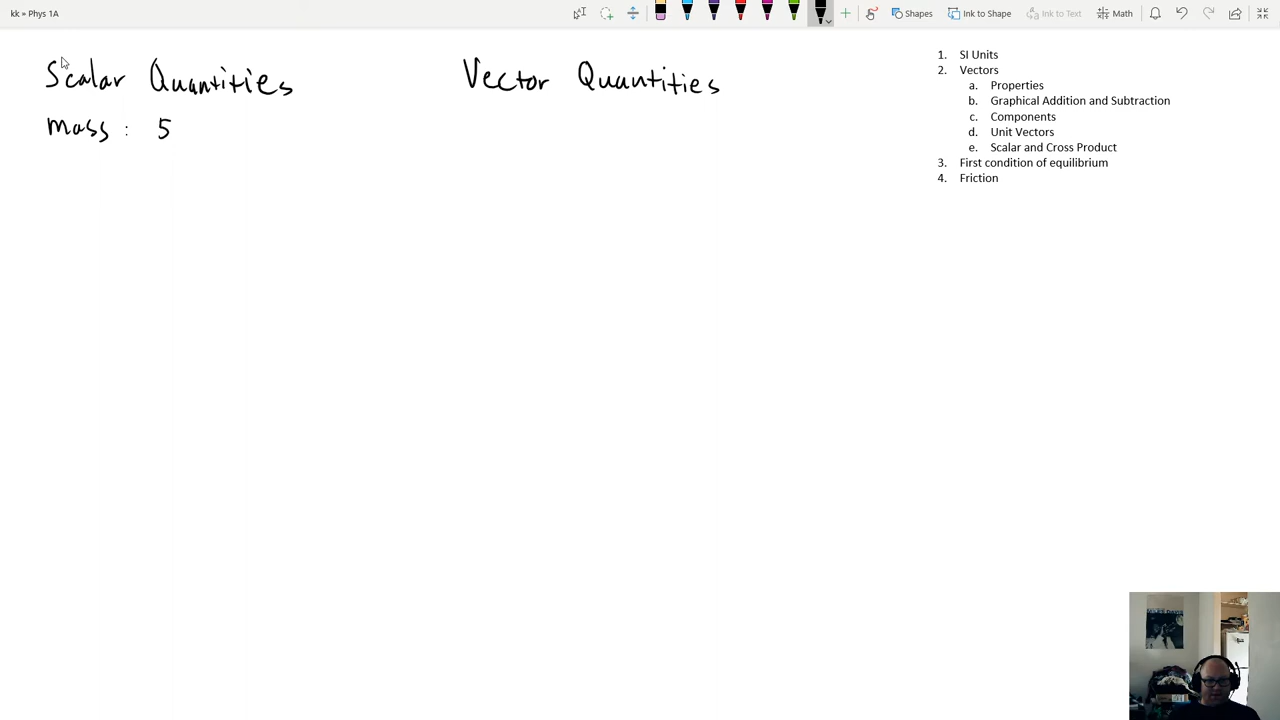 kk » Phys 1A
Shapes
Ink to Shape
Ink to Text
Math
Scalar Quantities
mass : 5
Vector Quantities
1. SI Units
2. Vectors
a. Properties
b. Graphical Addition and Subtraction
c. Components
d. Unit Vectors
e. Scalar and Cross Product
3. First condition of equilibrium
4. Friction
MILES DAVIS